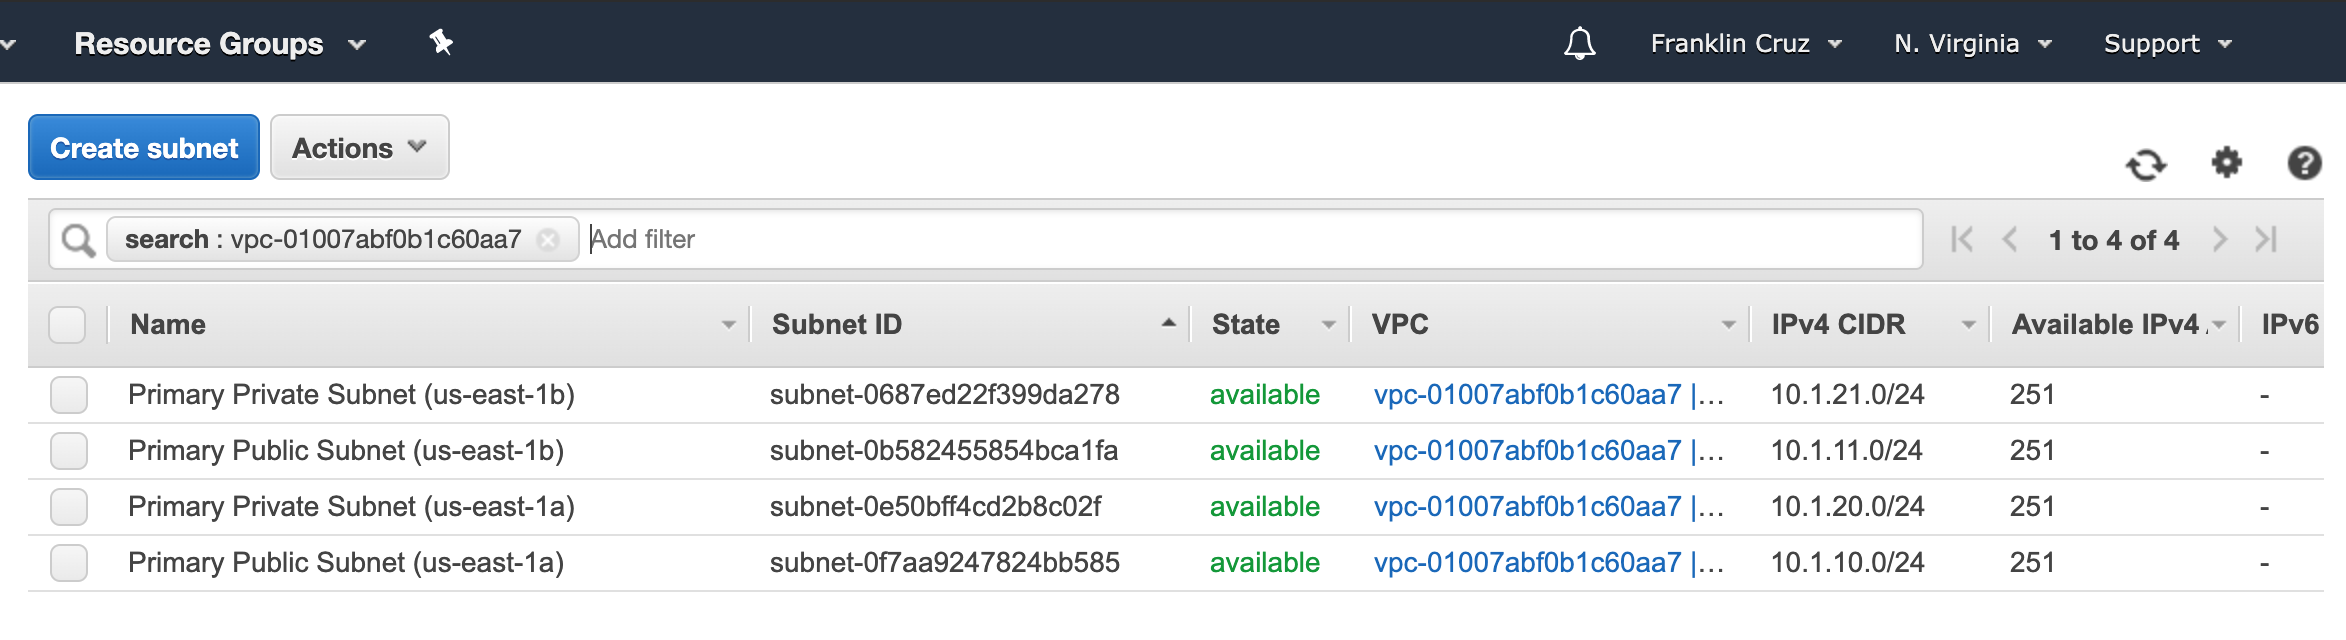 Resource Groups Franklin Cruz N. Virginia Support
Create subnet Actions
search : vpc-01007abf0b1c60aa7 Add filter 1 to 4 of 4
Name Subnet ID State VPC IPv4 CIDR Available IPv4 IPv6
Primary Private Subnet (us-east-1b) subnet-0687ed22f399da278 available vpc-01007abf0b1c60aa7 |... 10.1.21.0/24 251 -
Primary Public Subnet (us-east-1b) subnet-0b582455854bca1fa available vpc-01007abf0b1c60aa7 |... 10.1.11.0/24 251 -
Primary Private Subnet (us-east-1a) subnet-0e50bff4cd2b8c02f available vpc-01007abf0b1c60aa7 |... 10.1.20.0/24 251 -
Primary Public Subnet (us-east-1a) subnet-0f7aa9247824bb585 available vpc-01007abf0b1c60aa7 |... 10.1.10.0/24 251 -